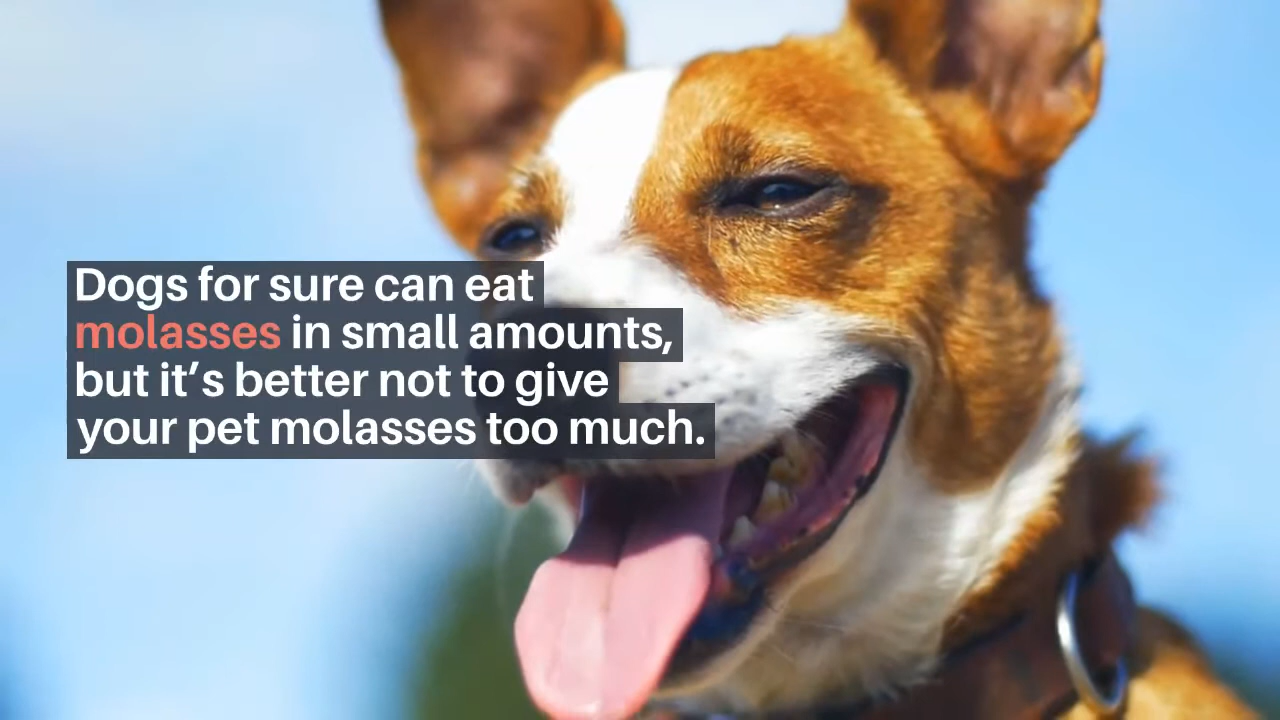 Dogs for sure can eat
molasses in small amounts,
but it’s better not to give
your pet molasses too much.